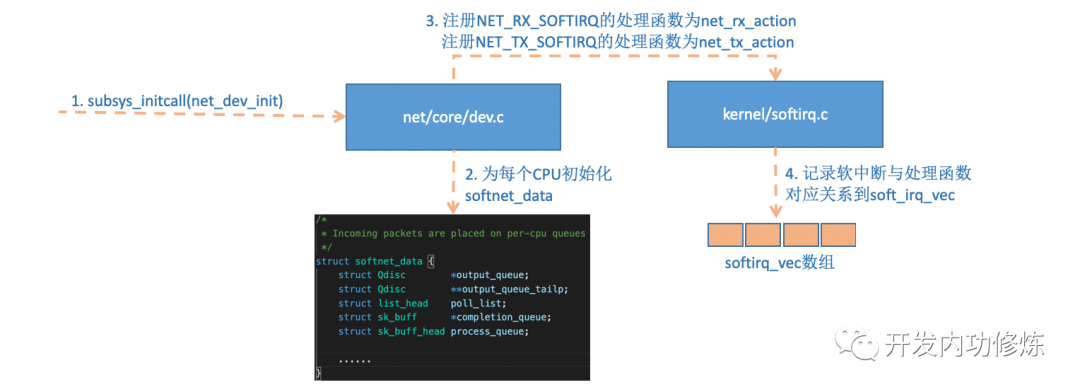 3. 注册NET_RX_SOFTIRQ的处理函数为net_rx_action
注册NET_TX_SOFTIRQ的处理函数为net_tx_action
1. subsys_initcall(net_dev_init)
net/core/dev.c
kernel/softirq.c
2. 为每个CPU初始化
softnet_data
4. 记录软中断与处理函数
对应关系到soft_irq_vec
/*
* Incoming packets are placed on per-cpu queues
*/
struct softnet_data {
struct Qdisc *output_queue;
struct Qdisc **output_queue_tailp;
struct list_head poll_list;
struct sk_buff *completion_queue;
struct sk_buff_head process_queue;
......
}
softirq_vec数组
开发内功修炼